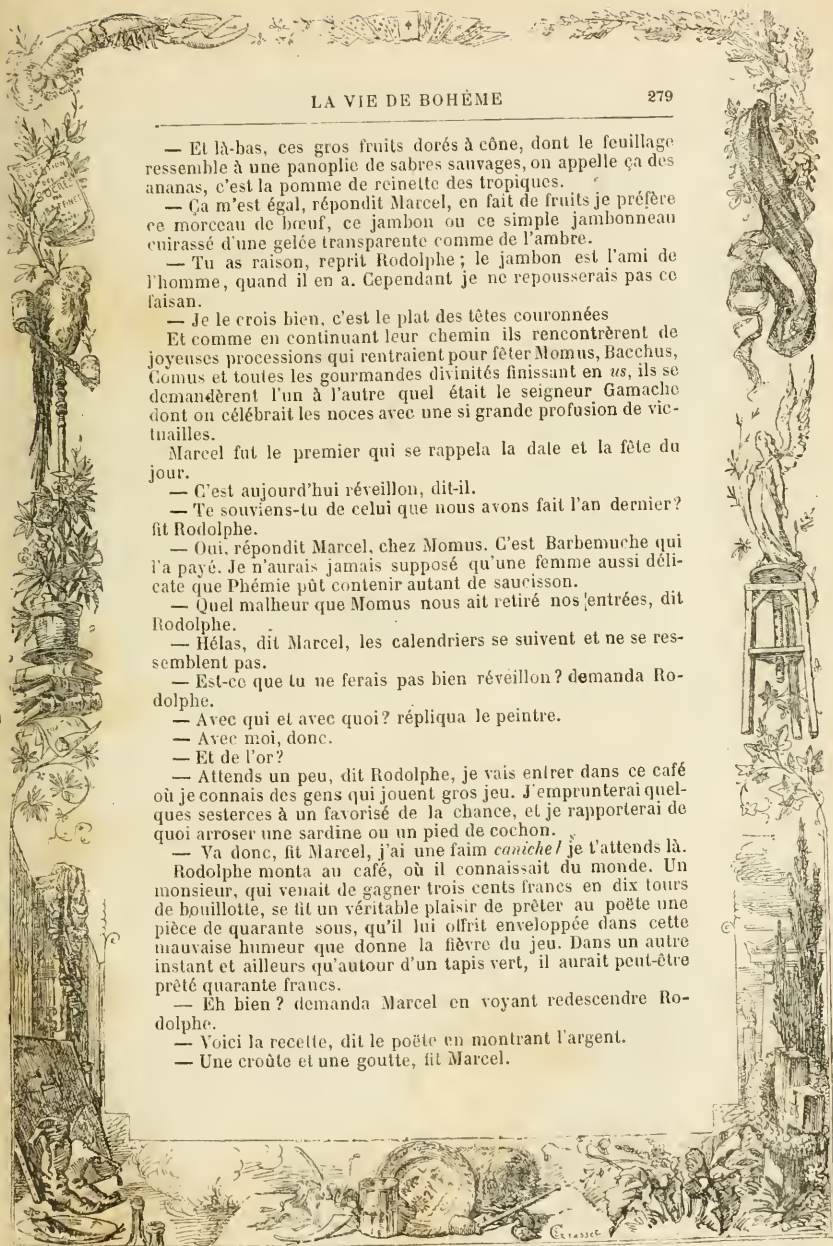 LA VIE DE BOHÈME 279
— Et là-bas, ces gros fruits dorés à cône, dont le feuillage
ressemble à une panoplie de sabres sauvages, on appelle ça des
ananas, c'est la pomme de reinette des tropiques.
— Ça m'est égal, répondit Marcel, en fait de fruits je préfère
ce morceau de bœuf, ce jambon ou ce simple jambonneau
cuirassé d'une gelée transparente comme de l'ambre.
— Tu as raison, reprit Rodolphe ; le jambon est l'ami de
l'homme, quand il en a. Cependant je ne repousserais pas ce
faisan.
— Je le crois bien, c'est le plat des têtes couronnées
Et comme en continuant leur chemin ils rencontrèrent de
joyeuses processions qui rentraient pour fêter Momus, Bacchus,
Comus et toutes les gourmandes divinités finissant en us, ils se
demandèrent l'un à l'autre quel était le seigneur Gamache
dont on célébrait les noces avec une si grande profusion de vic-
tuailles.
Marcel fut le premier qui se rappela la date et la fête du
jour.
— C'est aujourd'hui réveillon, dit-il.
— Te souviens-tu de celui que nous avons fait l'an dernier ?
fit Rodolphe.
— Oui, répondit Marcel, chez Momus. C'est Barbemuche qui
l'a payé. Je n'aurais jamais supposé qu'une femme aussi déli-
cate que Phémie pût contenir autant de saucisson.
— Quel malheur que Momus nous ait retiré nos entrées, dit
Rodolphe.
— Hélas, dit Marcel, les calendriers se suivent et ne se res-
semblent pas.
— Est-ce que tu ne ferais pas bien réveillon ? demanda Ro-
dolphe.
— Avec qui et avec quoi ? répliqua le peintre.
— Avec moi, donc.
— Et de l'or ?
— Attends un peu, dit Rodolphe, je vais entrer dans ce café
où je connais des gens qui jouent gros jeu. J'emprunterai quel-
ques sesterces à un favorisé de la chance, et je rapporterai de
quoi arroser une sardine ou un pied de cochon.
— Va donc, fit Marcel, j'ai une faim caniche ! je t'attends là.
Rodolphe monta au café, où il connaissait du monde. Un
monsieur, qui venait de gagner trois cents francs en dix tours
de bouillotte, se fit un véritable plaisir de prêter au poëte une
pièce de quarante sous, qu'il lui offrit enveloppée dans cette
mauvaise humeur que donne la fièvre du jeu. Dans un autre
instant et ailleurs qu'autour d'un tapis vert, il aurait peut-être
prêté quarante francs.
— Eh bien ? demanda Marcel en voyant redescendre Ro-
dolphe.
— Voici la recette, dit le poëte en montrant l'argent.
— Une croûte et une goutte, fit Marcel.